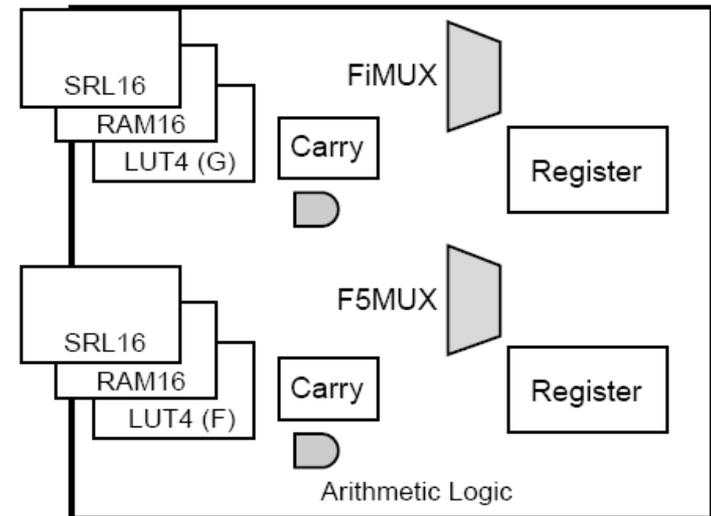 SRL16
RAM16
LUT4 (G)
Carry
FiMUX
Register
SRL16
RAM16
LUT4 (F)
Carry
F5MUX
Register
Arithmetic Logic